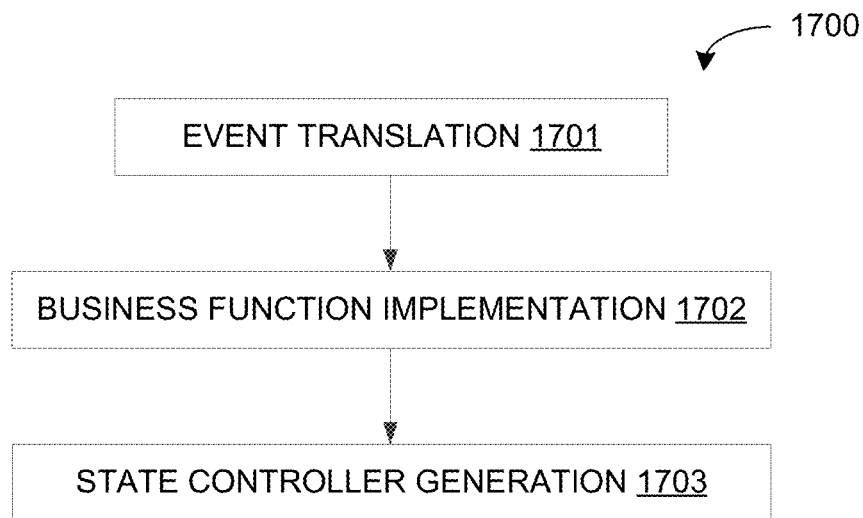 1700
EVENT TRANSLATION 1701
BUSINESS FUNCTION IMPLEMENTATION 1702
STATE CONTROLLER GENERATION 1703